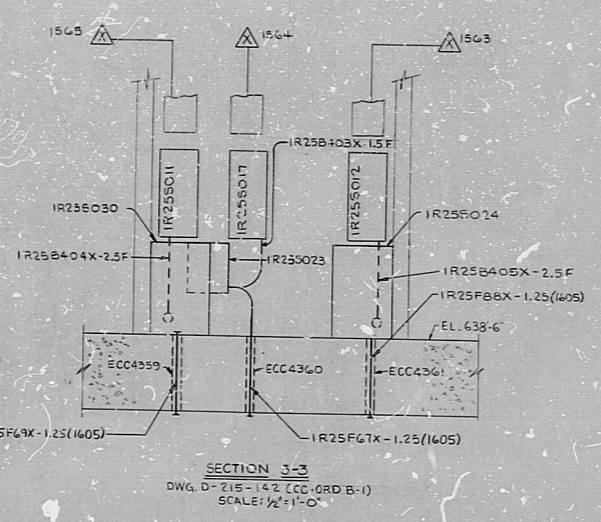 1565
X
X
1564
X
1563
1R25B403X-1.5F
1R25S011
1R25S017
1R25S012
1R25S030
1R25S024
1R25B404X-2.5F
1R25S023
1R25B405X-2.5F
1R25F88X-1.25(1605)
EL. 638'-6"
ECC4359
ECC4360
ECC4361
5F69X-1.25(1605)
1R25F67X-1.25(1605)
SECTION 3-3
DWG. D-215-142 (CC-ORD B-1)
SCALE: 1/2"=1'-0"